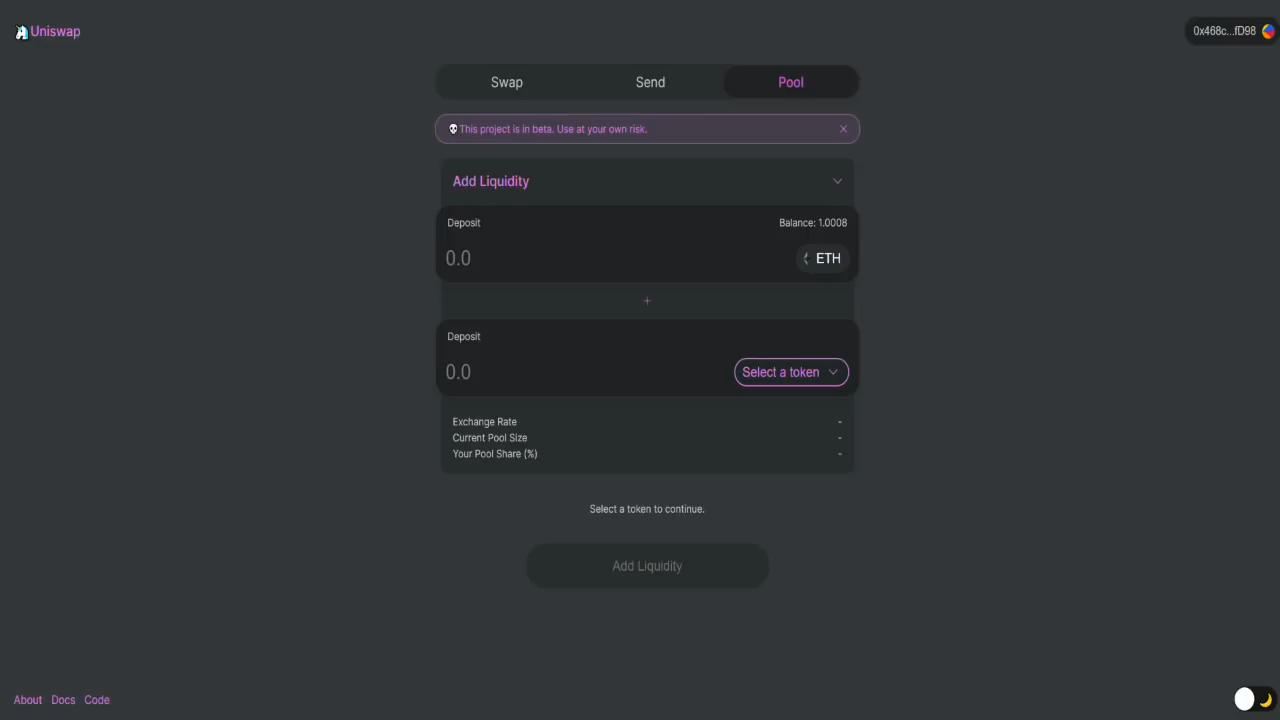 Uniswap
0x468c...fD98
Swap
Send
Pool
This project is in beta. Use at your own risk.
Add Liquidity
Deposit
Balance: 1.0008
0.0
ETH
+
Deposit
0.0
Select a token
Exchange Rate
-
Current Pool Size
-
Your Pool Share (%)
-
Select a token to continue.
Add Liquidity
About Docs Code